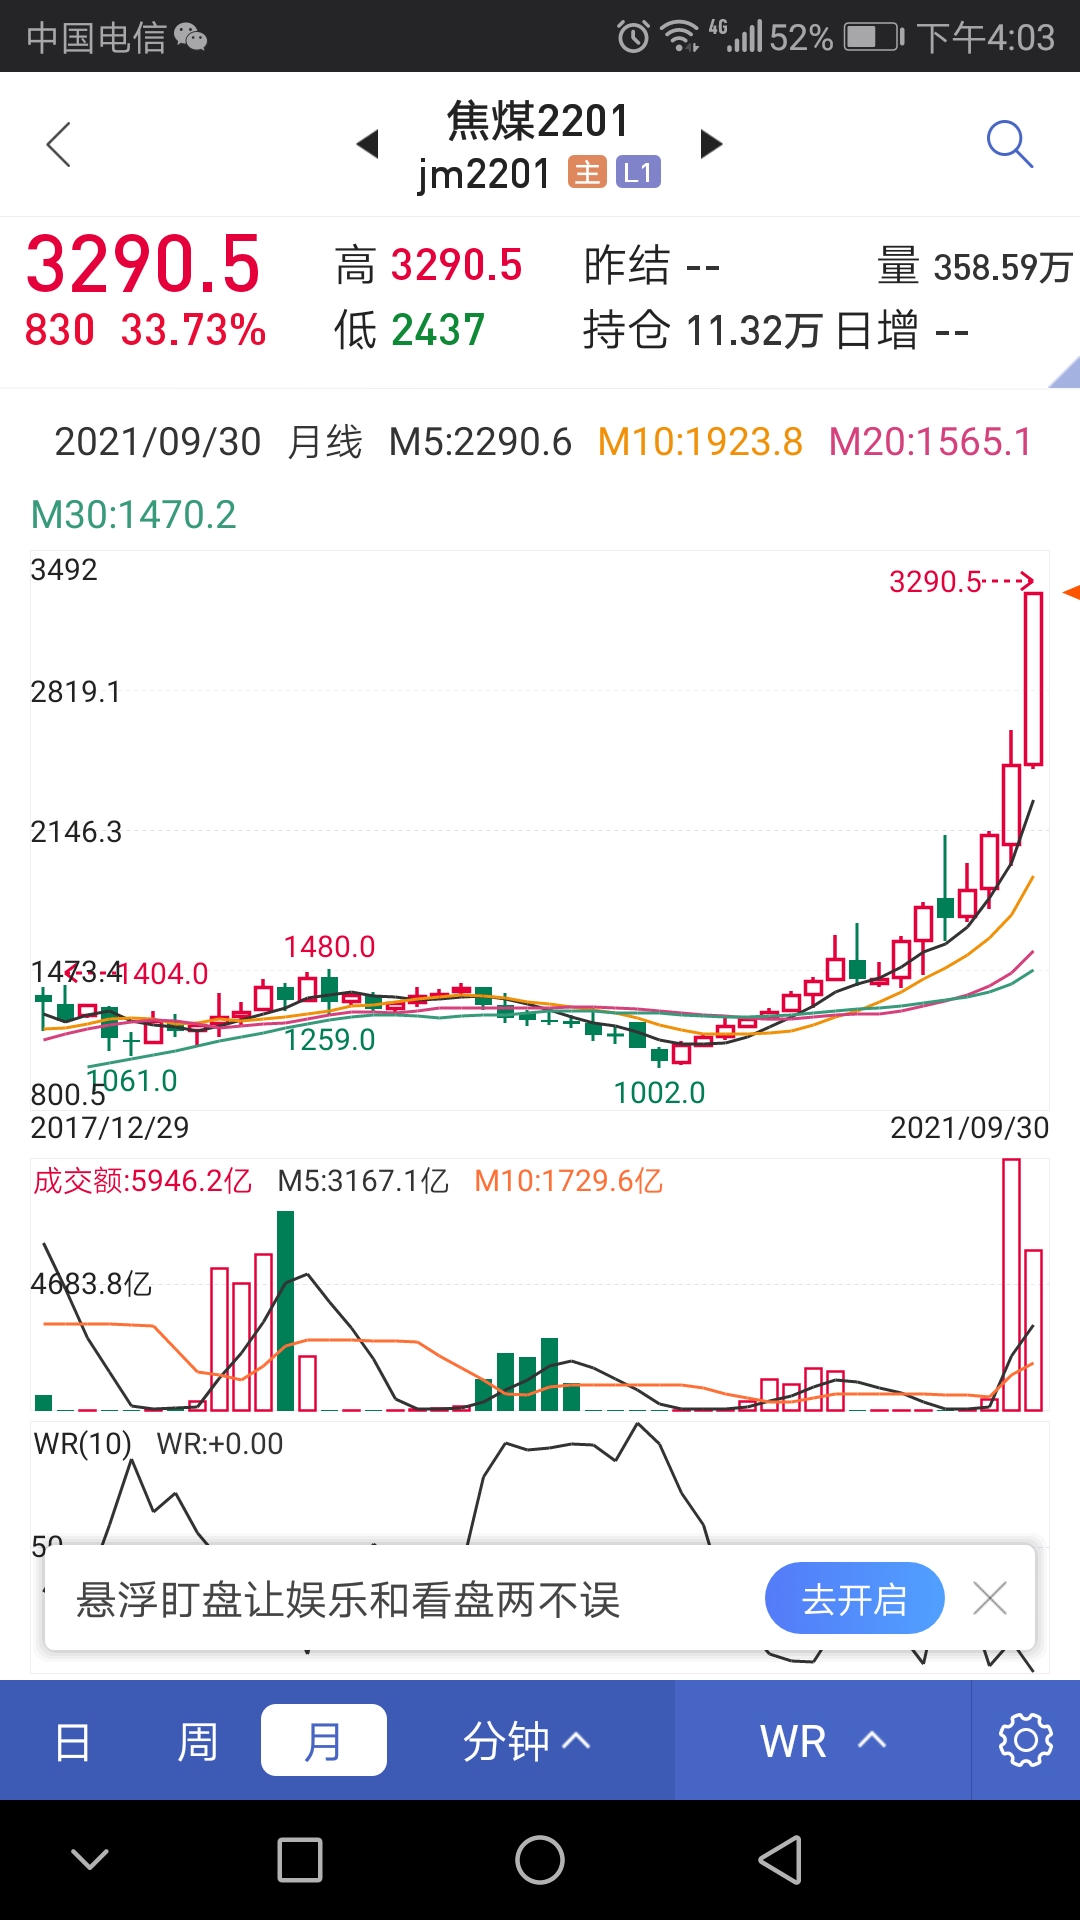 中国电信 4G 52% 下午4:03
焦煤2201
jm2201 主 L1
3290.5 高 3290.5 昨结 -- 量 358.59万
830 33.73% 低 2437 持仓 11.32万 日增 --
2021/09/30 月线 M5:2290.6 M10:1923.8 M20:1565.1
M30:1470.2
3492
3290.5
2819.1
2146.3
1480.0
1473.4 1404.0
1259.0
1061.0
1002.0
800.5
2017/12/29 2021/09/30
成交额:5946.2亿 M5:3167.1亿 M10:1729.6亿
4683.8亿
WR(10) WR:+0.00
50
悬浮盯盘让娱乐和看盘两不误 去开启
日 周 月 分钟 WR